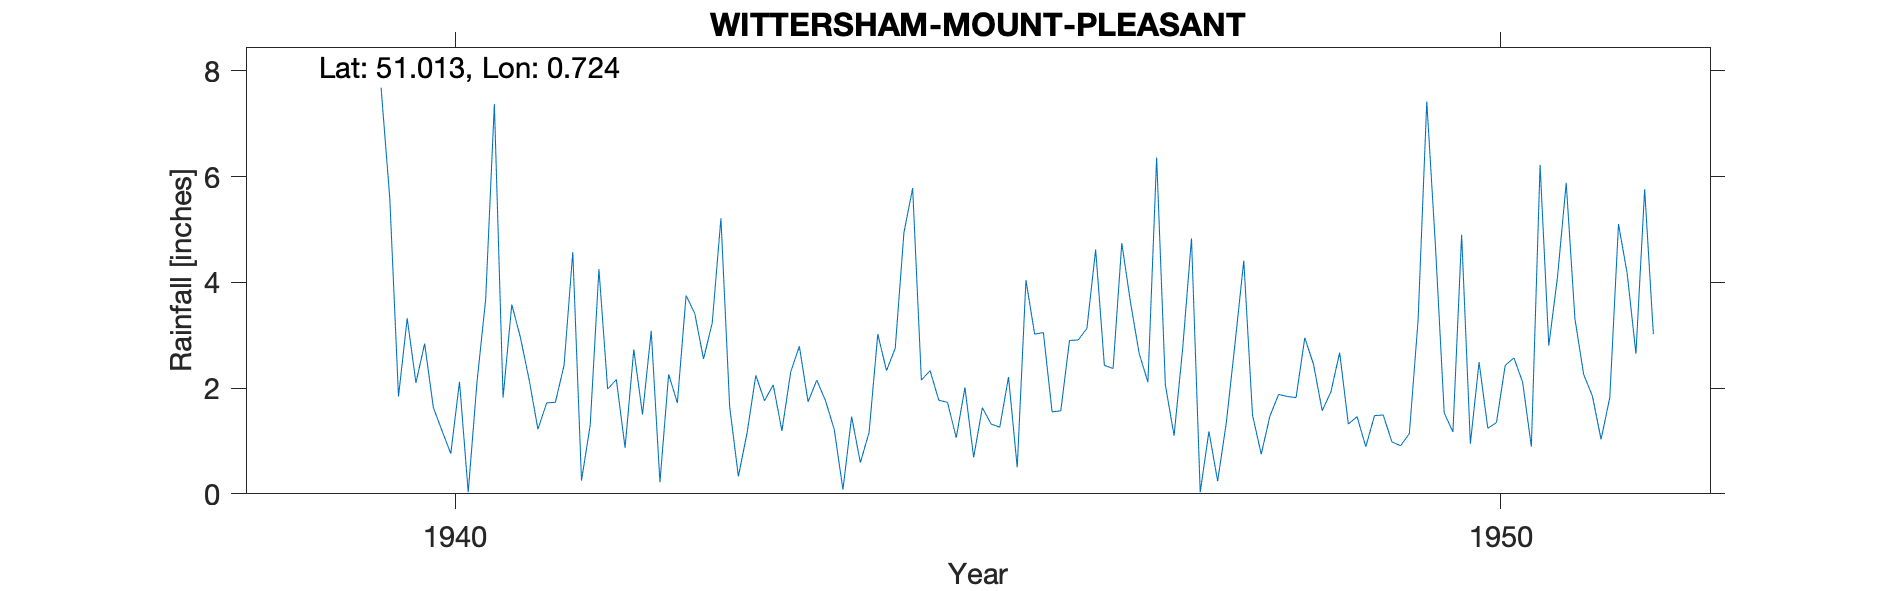 WITTERSHAM-MOUNT-PLEASANT
Lat: 51.013, Lon: 0.724
8
6
4
2
0
Rainfall [inches]
1940
1950
Year